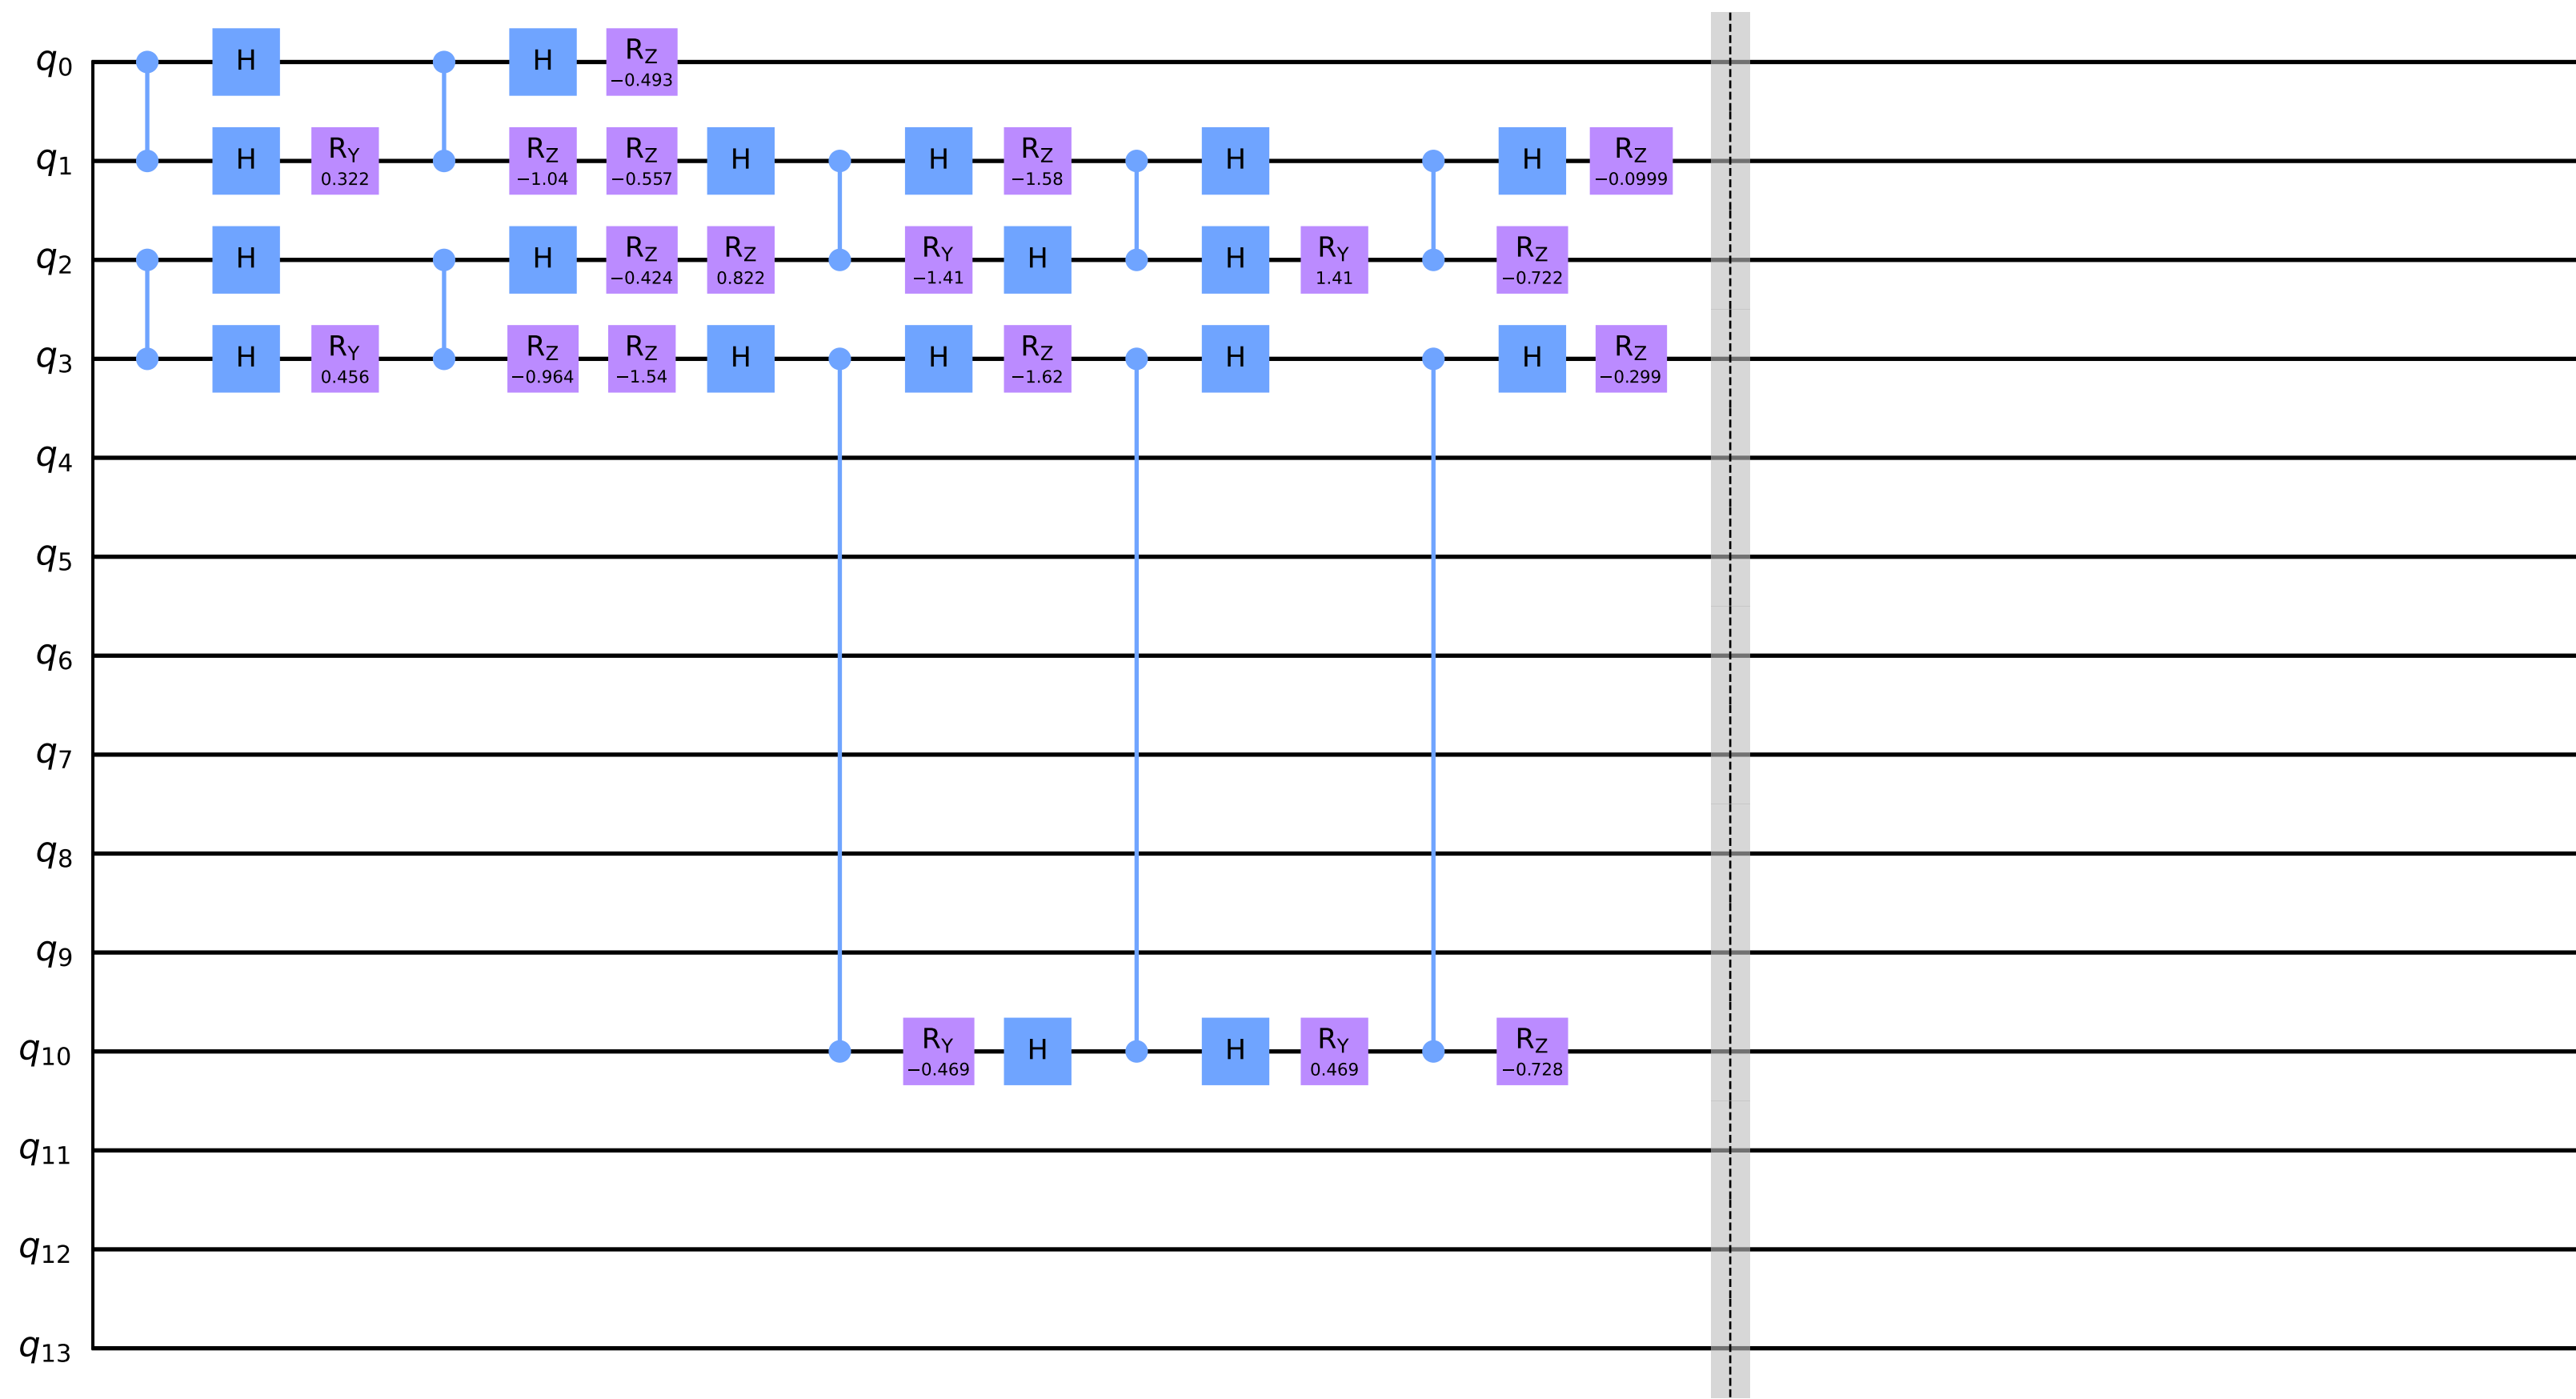 q0 H H RZ −0.493
q1 H RY 0.322 RZ −1.04 RZ −0.557 H H RZ −1.58 H H RZ −0.0999
q2 H H RZ −0.424 RZ 0.822 RY −1.41 H H RY 1.41 RZ −0.722
q3 H RY 0.456 RZ −0.964 RZ −1.54 H H RZ −1.62 H H RZ −0.299
q4
q5
q6
q7
q8
q9
q10 RY −0.469 H H RY 0.469 RZ −0.728
q11
q12
q13